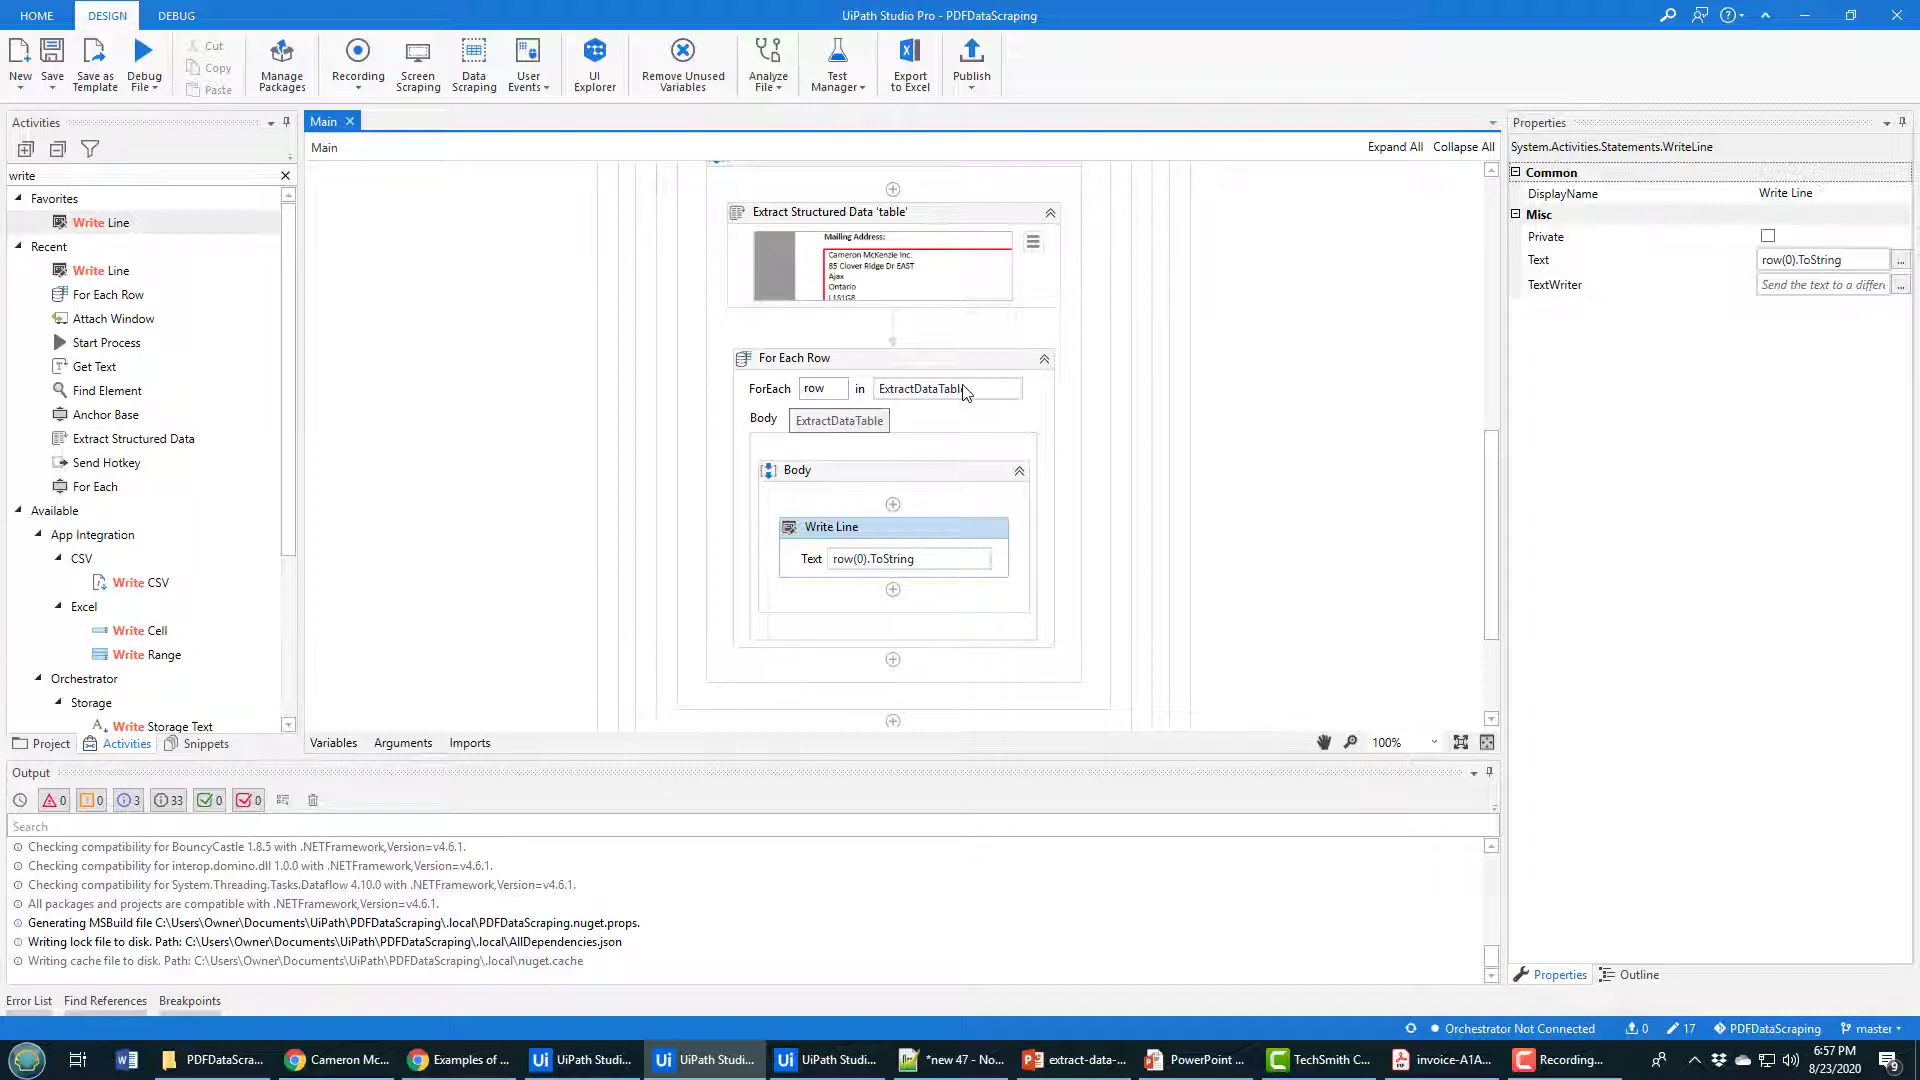 HOME DESIGN DEBUG UiPath Studio Pro - PDFDataScraping
New Save Save as Template Debug File Cut Copy Paste Manage Packages Recording Screen Scraping Data Scraping User Events UI Explorer Remove Unused Variables Analyze File Test Manager Export to Excel Publish
Activities
write
Favorites
Write Line
Recent
Write Line
For Each Row
Attach Window
Start Process
Get Text
Find Element
Anchor Base
Extract Structured Data
Send Hotkey
For Each
Available
App Integration
CSV
Write CSV
Excel
Write Cell
Write Range
Orchestrator
Storage
Write Storage Text
Project Activities Snippets
Main
Main Expand All Collapse All
Extract Structured Data 'table'
Mailing Address:
Cameron McKenzie Inc.
85 Clover Ridge Dr EAST
Ajax
Ontario
L1S1G8
For Each Row
ForEach row in ExtractDataTable
Body ExtractDataTable
Body
Write Line
Text row(0).ToString
Variables Arguments Imports 100%
Properties
System.Activities.Statements.WriteLine
Common
DisplayName Write Line
Misc
Private
Text row(0).ToString ...
TextWriter Send the text to a differe ...
Properties Outline
Output
0 0 3 33 0 0
Search
Checking compatibility for BouncyCastle 1.8.5 with .NETFramework,Version=v4.6.1.
Checking compatibility for interop.domino.dll 1.0.0 with .NETFramework,Version=v4.6.1.
Checking compatibility for System.Threading.Tasks.Dataflow 4.10.0 with .NETFramework,Version=v4.6.1.
All packages and projects are compatible with .NETFramework,Version=v4.6.1.
Generating MSBuild file C:\Users\Owner\Documents\UiPath\PDFDataScraping\.local\PDFDataScraping.nuget.props.
Writing lock file to disk. Path: C:\Users\Owner\Documents\UiPath\PDFDataScraping\.local\AllDependencies.json
Writing cache file to disk. Path: C:\Users\Owner\Documents\UiPath\PDFDataScraping\.local\nuget.cache
Error List Find References Breakpoints
Orchestrator Not Connected 0 17 PDFDataScraping master
PDFDataScra... Cameron Mc... Examples of ... UiPath Studi... UiPath Studi... UiPath Studi... *new 47 - No... extract-data-... PowerPoint ... TechSmith C... invoice-A1A... Recording...
6:57 PM
8/23/2020
9